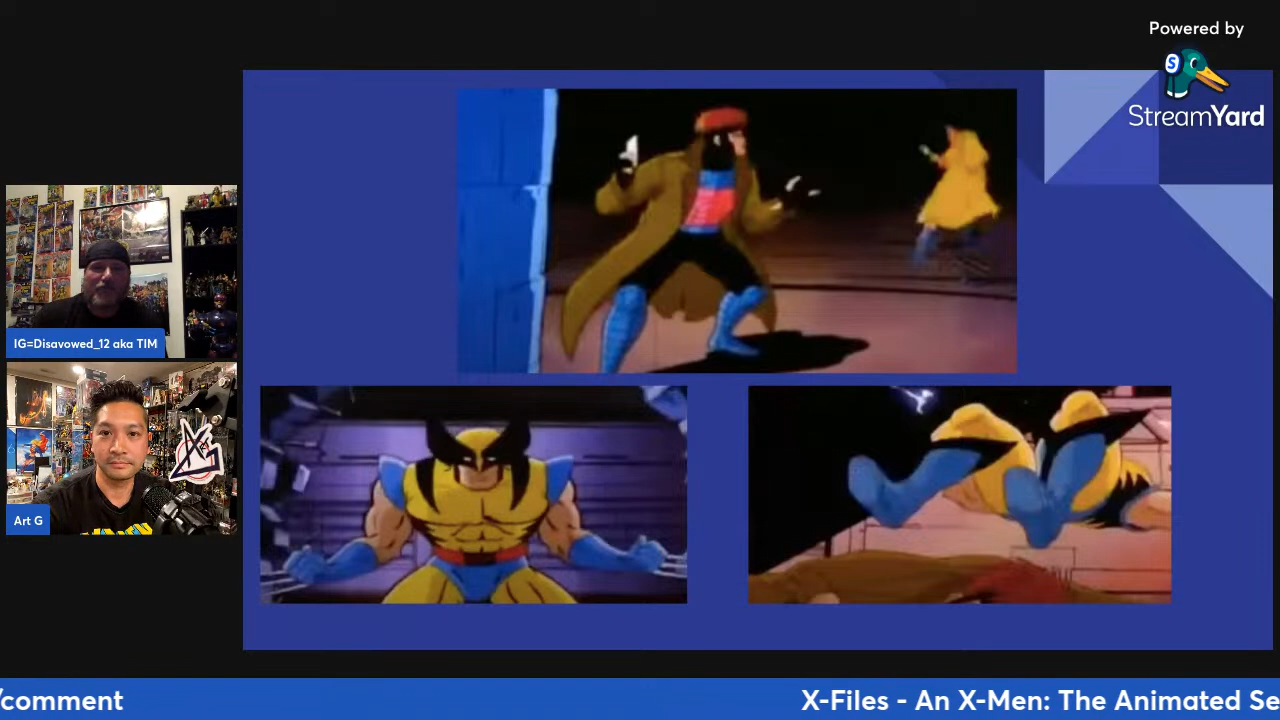 Powered by
S
StreamYard
IG=Disavowed_12 aka TIM
Art G
/comment
X-Files - An X-Men: The Animated Se